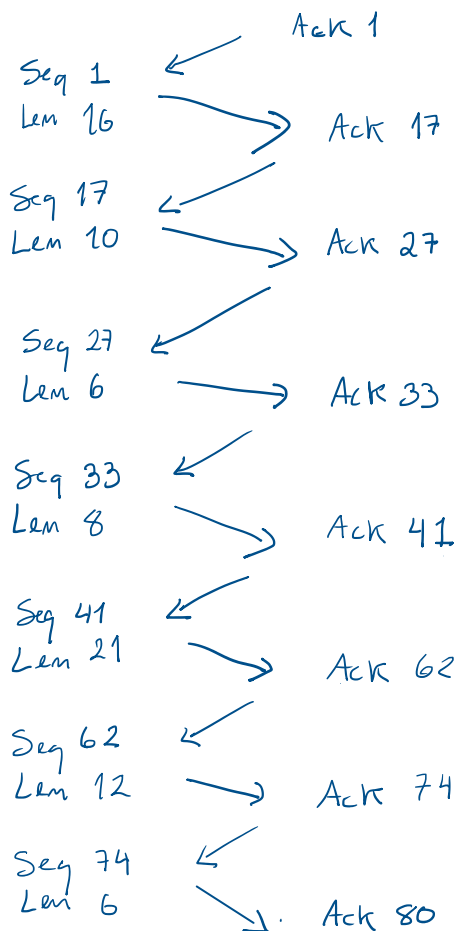 Ack 1
Seq 1
Len 16
Ack 17
Seq 17
Len 10
Ack 27
Seq 27
Len 6
Ack 33
Seq 33
Len 8
Ack 41
Seq 41
Len 21
Ack 62
Seq 62
Len 12
Ack 74
Seq 74
Len 6
Ack 80